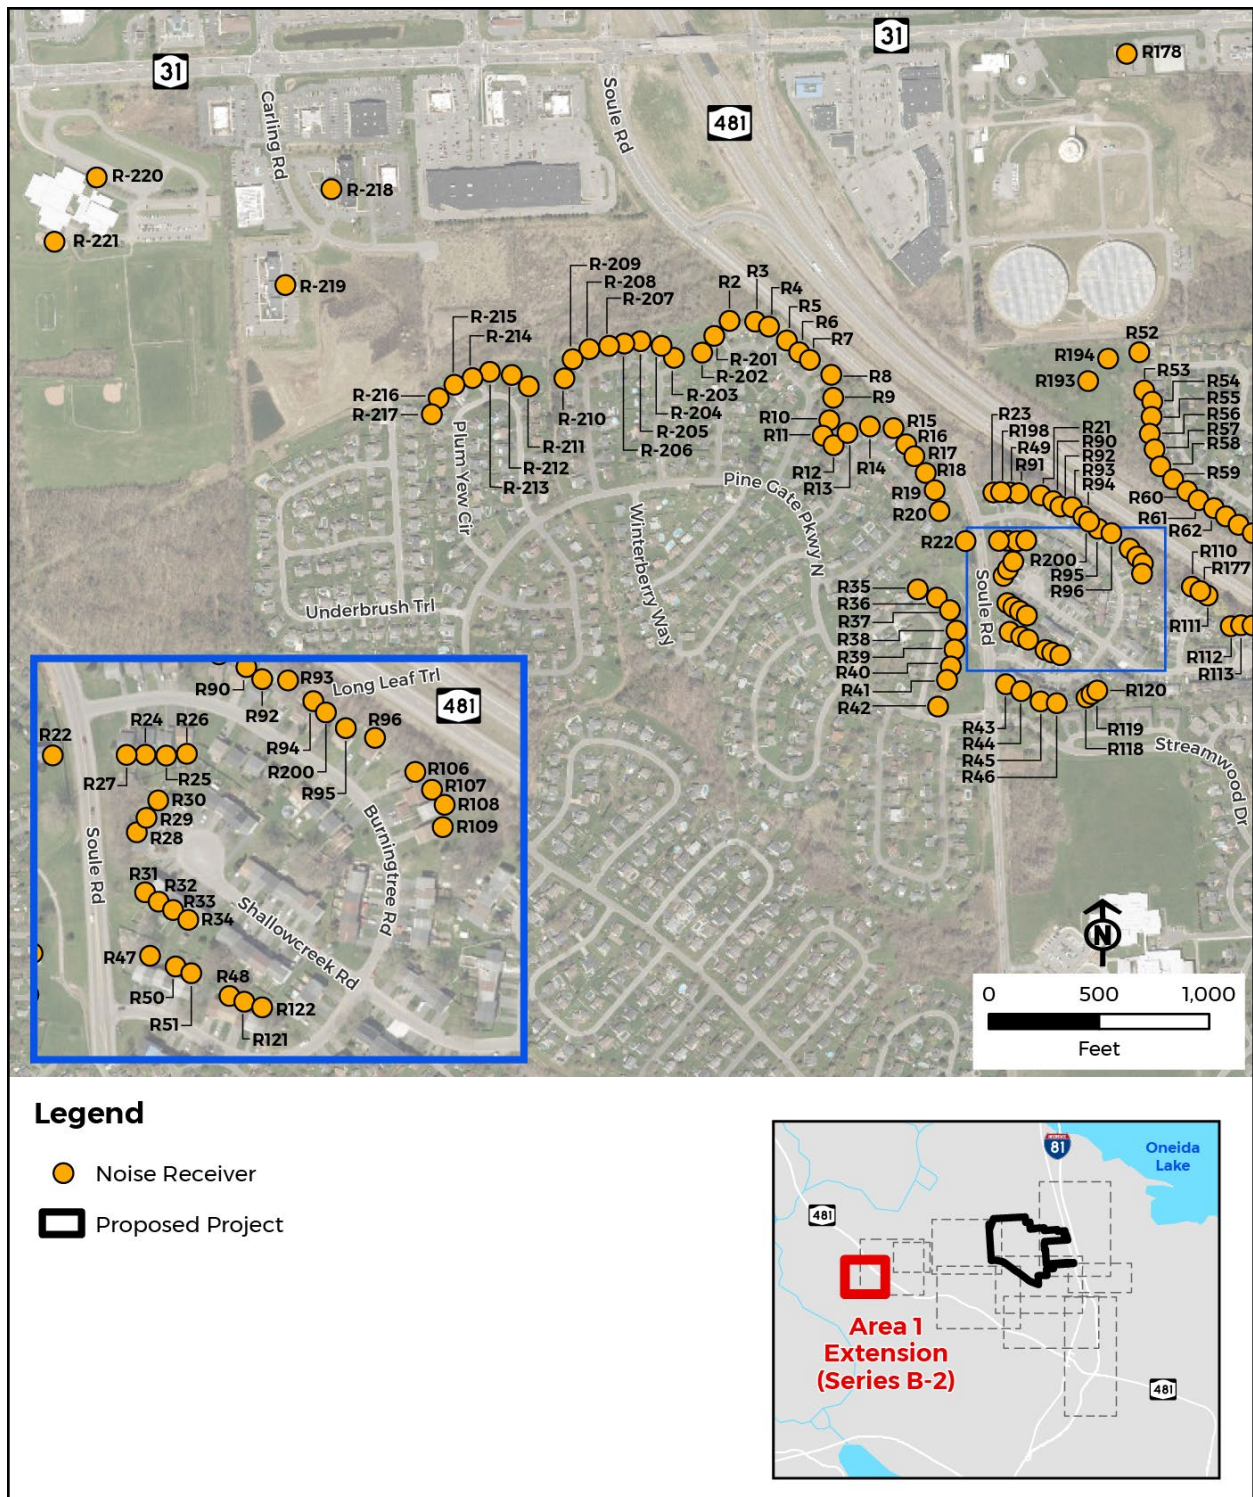 31
31
R178
Carling Rd
Soule Rd
481
R-220
R-218
R-221
R-219
R-209
R-208
R-207
R2
R3
R4
R5
R6
R7
R-215
R-214
R-201
R-202
R-203
R-204
R-205
R-206
R-216
R-217
R-210
R-211
R-212
R-213
Plum Yew Cir
R8
R9
R10
R11
R12
R13
R14
R15
R16
R17
R18
R19
R20
R52
R194
R193
R53
R54
R55
R56
R57
R58
R59
R60
R61
R62
R23
R198
R49
R91
R21
R90
R92
R93
R94
Pine Gate Pkwy N
Winterberry Way
Underbrush Trl
R22
R200
R95
R96
R110
R177
R111
R112
R113
Soule Rd
R35
R36
R37
R38
R39
R40
R41
R42
R43
R44
R45
R46
R120
R119
R118
Streamwood Dr
R90
R92
R93
Long Leaf Trl
481
R22
R24
R26
R27
R25
R94
R200
R95
R96
R106
R107
R108
R109
R30
R29
R28
Soule Rd
Burningtree Rd
R31
R32
R33
R34
Shallowcreek Rd
R47
R50
R51
R48
R122
R121
N
0 500 1,000
Feet
Legend
Noise Receiver
Proposed Project
81
Oneida
Lake
481
Area 1
Extension
(Series B-2)
481